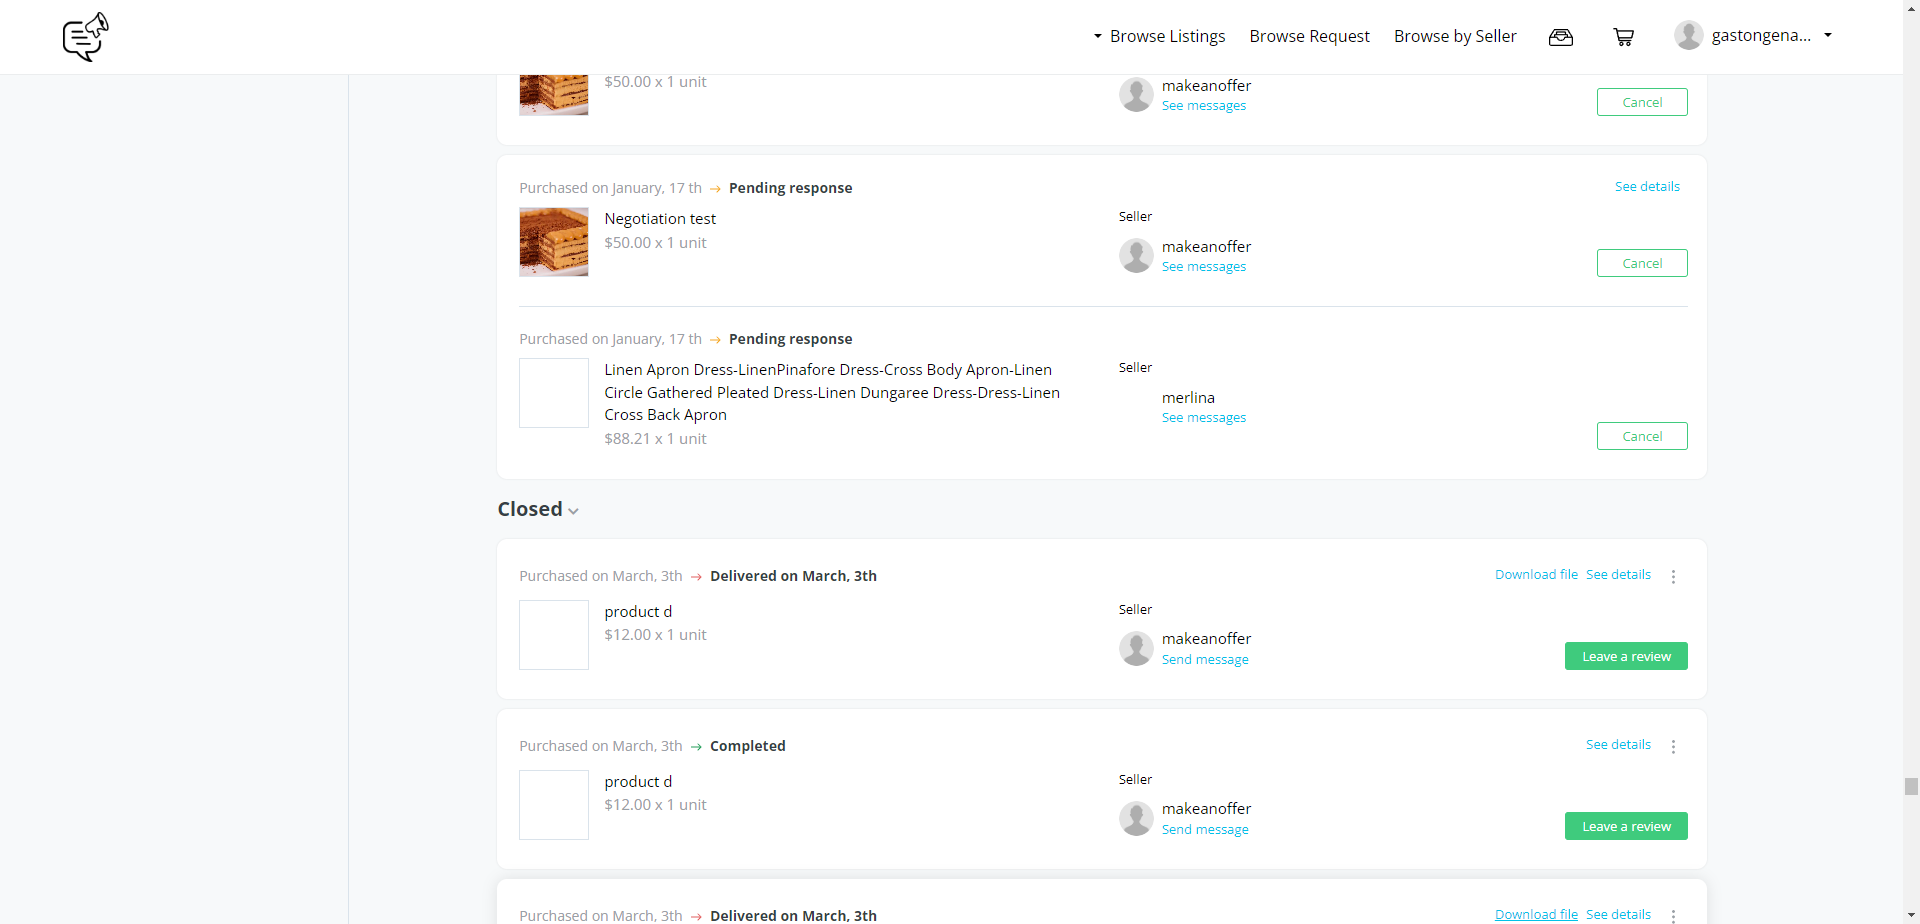 Browse Listings Browse Request Browse by Seller gastongena...
$50.00 x 1 unit
makeanoffer
See messages
Cancel
Purchased on January, 17 th → Pending response See details
Negotiation test
$50.00 x 1 unit
Seller
makeanoffer
See messages
Cancel
Purchased on January, 17 th → Pending response
Linen Apron Dress-LinenPinafore Dress-Cross Body Apron-Linen
Circle Gathered Pleated Dress-Linen Dungaree Dress-Dress-Linen
Cross Back Apron
$88.21 x 1 unit
Seller
merlina
See messages
Cancel
Closed
Purchased on March, 3th → Delivered on March, 3th Download file See details
product d
$12.00 x 1 unit
Seller
makeanoffer
Send message
Leave a review
Purchased on March, 3th → Completed See details
product d
$12.00 x 1 unit
Seller
makeanoffer
Send message
Leave a review
Purchased on March, 3th → Delivered on March, 3th Download file See details